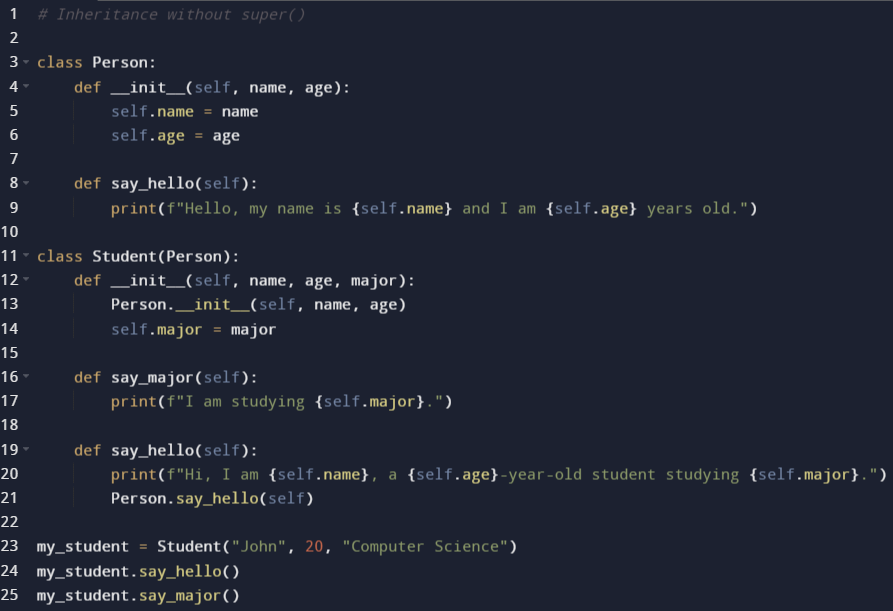 1 # Inheritance without super()
2
3 class Person:
4     def __init__(self, name, age):
5         self.name = name
6         self.age = age
7
8     def say_hello(self):
9         print(f"Hello, my name is {self.name} and I am {self.age} years old.")
10
11 class Student(Person):
12     def __init__(self, name, age, major):
13         Person.__init__(self, name, age)
14         self.major = major
15
16     def say_major(self):
17         print(f"I am studying {self.major}.")
18
19     def say_hello(self):
20         print(f"Hi, I am {self.name}, a {self.age}-year-old student studying {self.major}.")
21         Person.say_hello(self)
22
23 my_student = Student("John", 20, "Computer Science")
24 my_student.say_hello()
25 my_student.say_major()